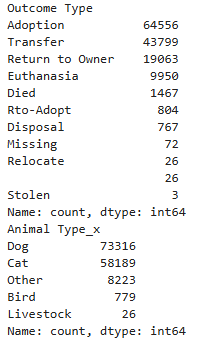 Outcome Type
Adoption 64556
Transfer 43799
Return to Owner 19063
Euthanasia 9950
Died 1467
Rto-Adopt 804
Disposal 767
Missing 72
Relocate 26
26
Stolen 3
Name: count, dtype: int64
Animal Type_x
Dog 73316
Cat 58189
Other 8223
Bird 779
Livestock 26
Name: count, dtype: int64